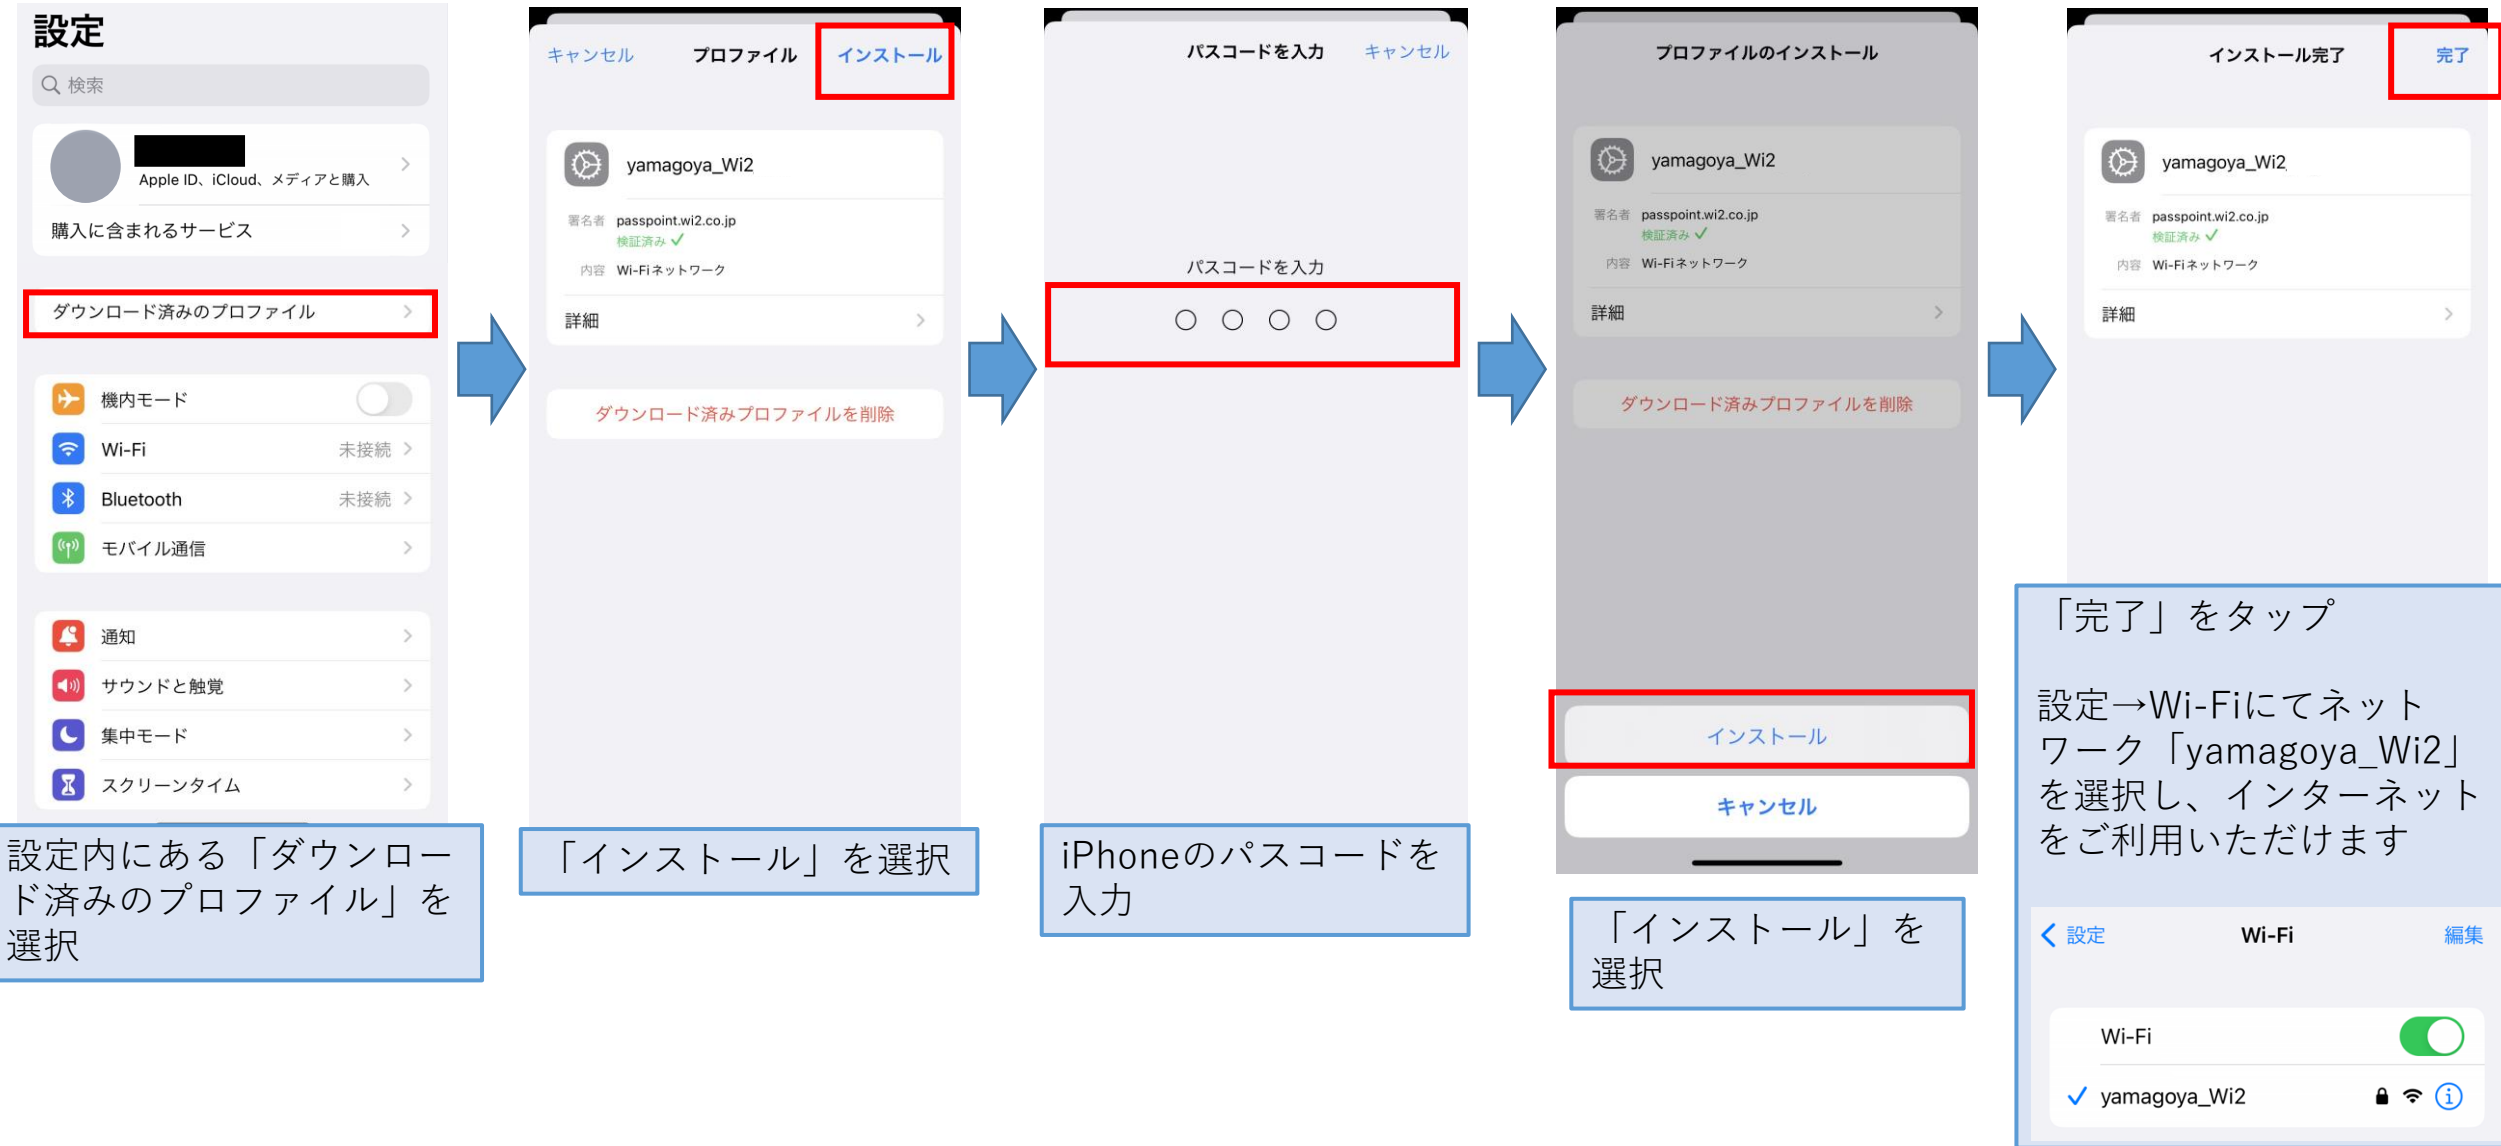 設定
検索
Apple ID、iCloud、メディアと購入
購入に含まれるサービス
ダウンロード済みのプロファイル
機内モード
Wi-Fi 未接続
Bluetooth 未接続
モバイル通信
通知
サウンドと触覚
集中モード
スクリーンタイム
設定内にある「ダウンロー
ド済みのプロファイル」を
選択
キャンセル プロファイル インストール
yamagoya_Wi2
署名者 passpoint.wi2.co.jp
検証済み ✓
内容 Wi-Fiネットワーク
詳細
ダウンロード済みプロファイルを削除
「インストール」を選択
パスコードを入力 キャンセル
パスコードを入力
iPhoneのパスコードを
入力
プロファイルのインストール
yamagoya_Wi2
署名者 passpoint.wi2.co.jp
検証済み ✓
内容 Wi-Fiネットワーク
詳細
ダウンロード済みプロファイルを削除
インストール
キャンセル
「インストール」を
選択
インストール完了 完了
yamagoya_Wi2
署名者 passpoint.wi2.co.jp
検証済み ✓
内容 Wi-Fiネットワーク
詳細
「完了」をタップ
設定→Wi-Fiにてネット
ワーク「yamagoya_Wi2」
を選択し、インターネット
をご利用いただけます
設定 Wi-Fi 編集
Wi-Fi
yamagoya_Wi2